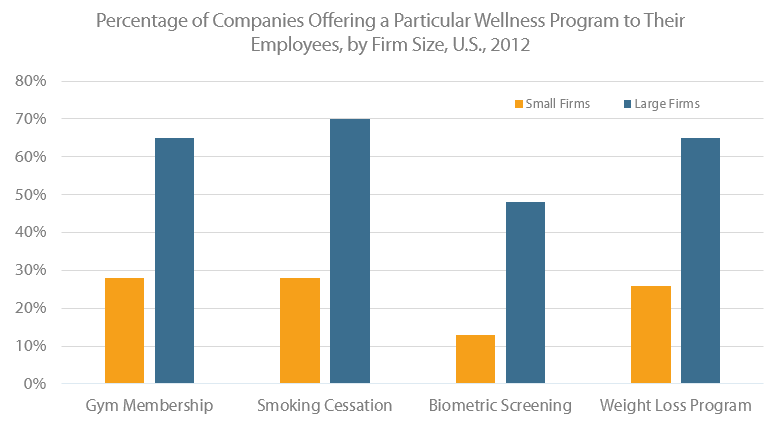 Percentage of Companies Offering a Particular Wellness Program to Their
Employees, by Firm Size, U.S., 2012
80%
Small Firms
Large Firms
70%
60%
50%
40%
30%
20%
10%
0%
Gym Membership
Smoking Cessation
Biometric Screening
Weight Loss Program